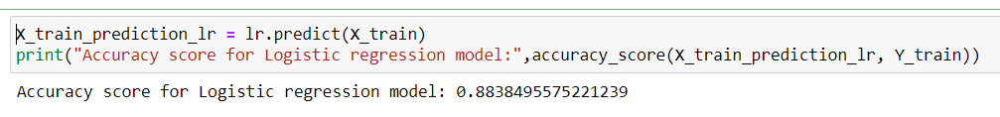 X_train_prediction_lr = lr.predict(X_train)
print("Accuracy score for Logistic regression model:",accuracy_score(X_train_prediction_lr, Y_train))
Accuracy score for Logistic regression model: 0.8838495575221239